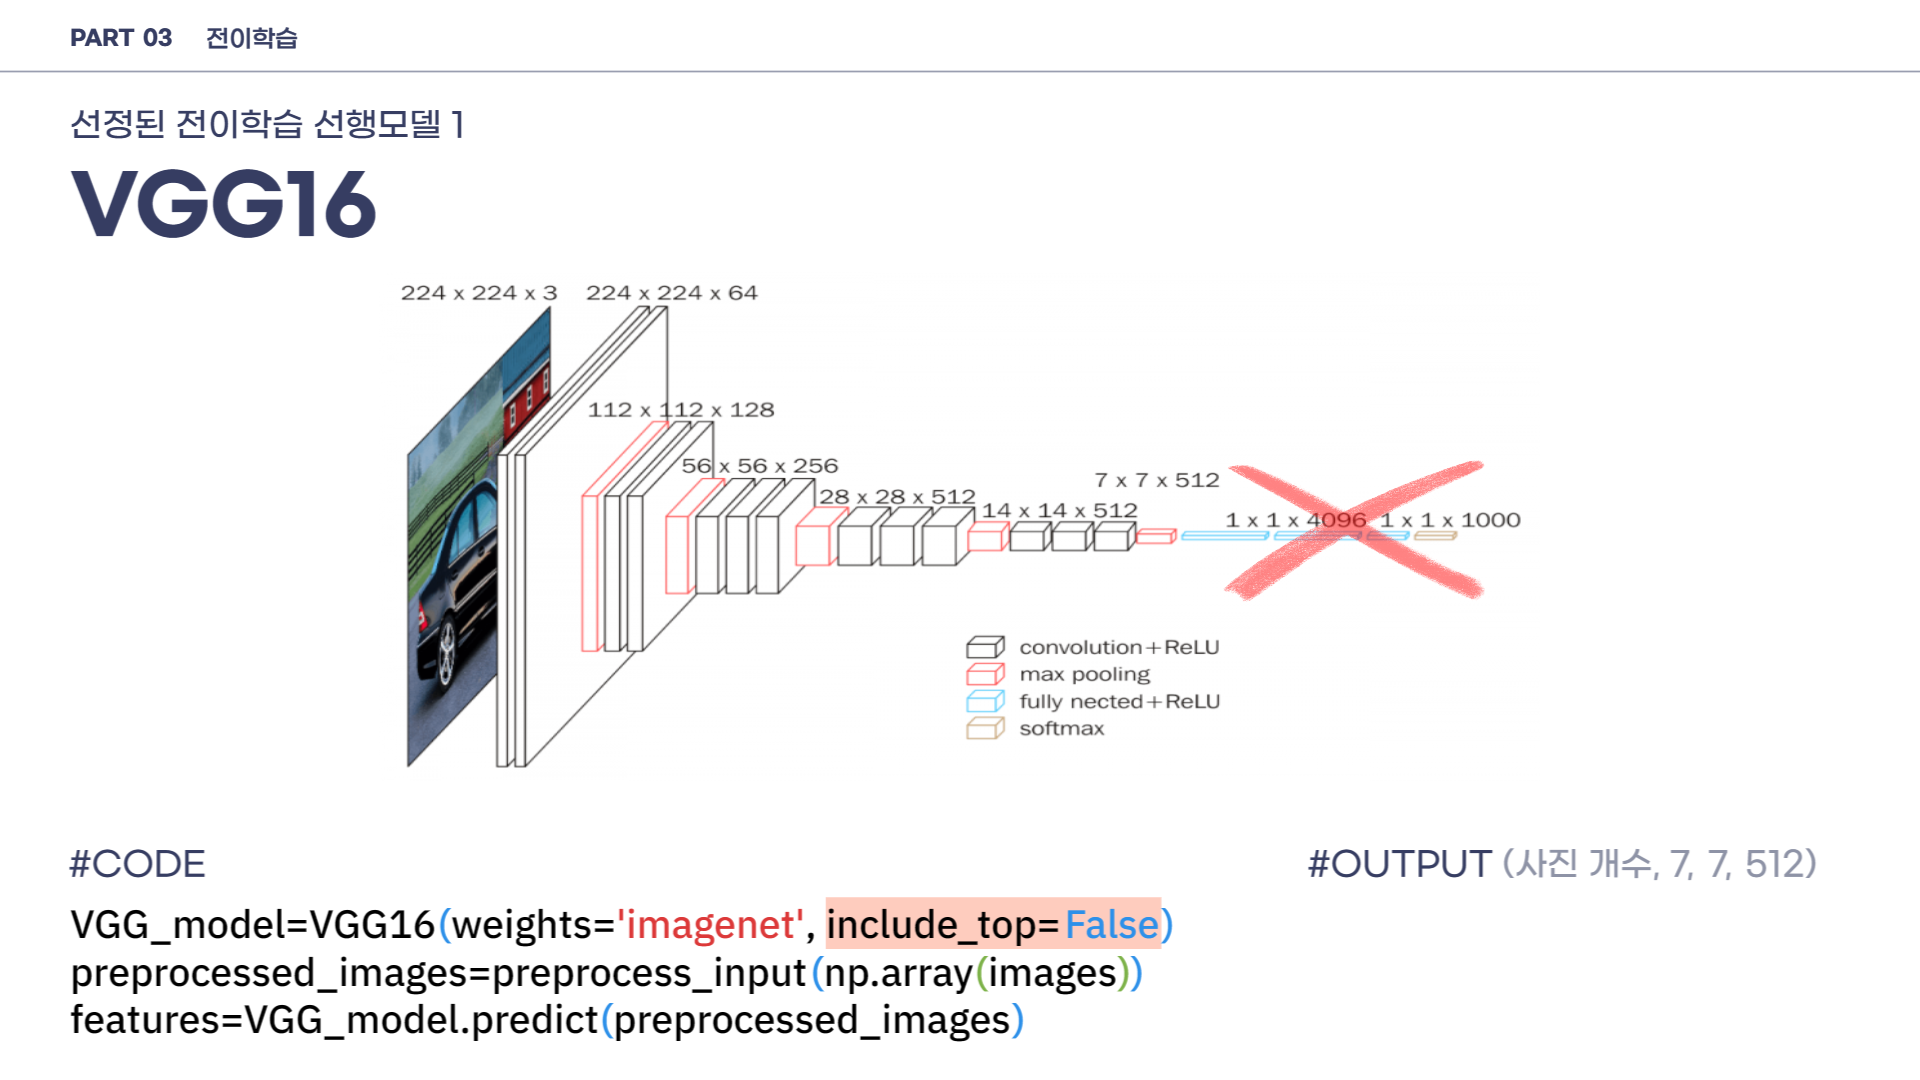 PART 03 전이학습
선정된 전이학습 선행모델 1
VGG16
224 x 224 x 3 224 x 224 x 64
112 x 112 x 128
56 x 56 x 256
28 x 28 x 512
14 x 14 x 512
7 x 7 x 512
1 x 1 x 4096 1 x 1 x 1000
convolution+ReLU
max pooling
fully nected+ReLU
softmax
#CODE
VGG_model=VGG16(weights='imagenet', include_top=False)
preprocessed_images=preprocess_input(np.array(images))
features=VGG_model.predict(preprocessed_images)
#OUTPUT (사진 개수, 7, 7, 512)